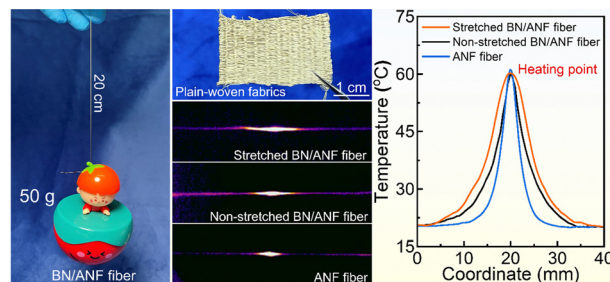 20 cm
50 g
BN/ANF fiber
Plain-woven fabrics
1 cm
Stretched BN/ANF fiber
Non-stretched BN/ANF fiber
ANF fiber
75
60
45
30
15
Temperature (ºC)
Stretched BN/ANF fiber
Non-stretched BN/ANF fiber
ANF fiber
Heating point
0
10
20
30
40
Coordinate (mm)